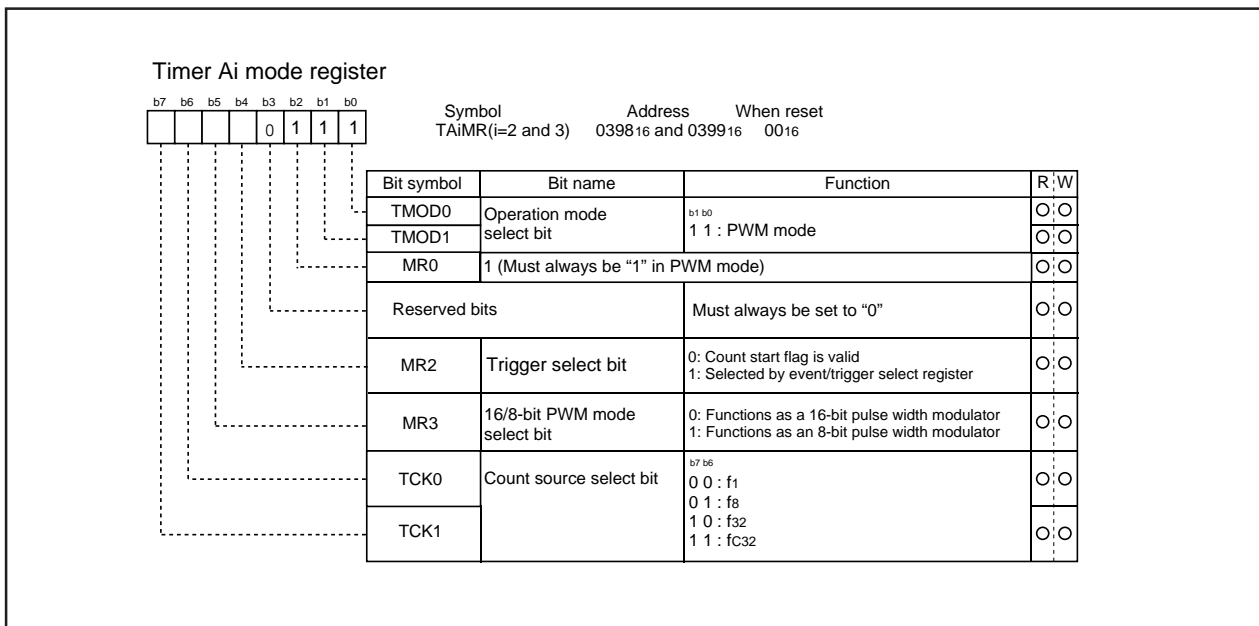 Timer Ai mode register
b7 b6 b5 b4 b3 b2 b1 b0
0 1 1 1
Symbol Address When reset
TAiMR(i=2 and 3) 039816 and 039916 0016
Bit symbol Bit name Function R W
TMOD0 Operation mode select bit b1 b0
TMOD1 1 1 : PWM mode
MR0 1 (Must always be “1” in PWM mode)
Reserved bits Must always be set to “0”
MR2 Trigger select bit 0: Count start flag is valid
1: Selected by event/trigger select register
MR3 16/8-bit PWM mode select bit 0: Functions as a 16-bit pulse width modulator
1: Functions as an 8-bit pulse width modulator
TCK0 Count source select bit b7 b6
0 0 : f1
0 1 : f8
TCK1 1 0 : f32
1 1 : fC32